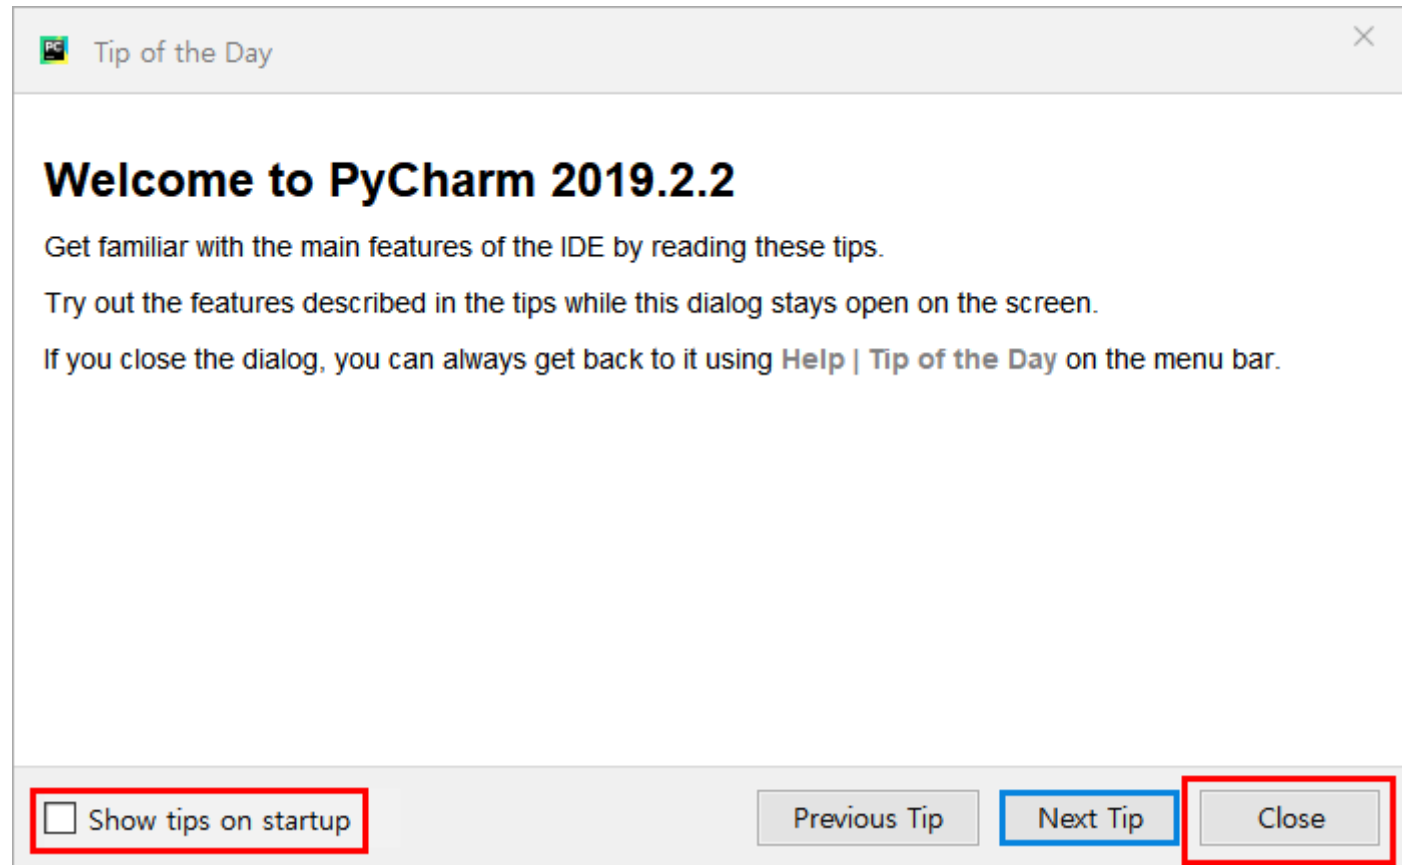 PC
Tip of the Day
Welcome to PyCharm 2019.2.2
Get familiar with the main features of the IDE by reading these tips.
Try out the features described in the tips while this dialog stays open on the screen.
If you close the dialog, you can always get back to it using Help | Tip of the Day on the menu bar.
Show tips on startup
Previous Tip
Next Tip
Close